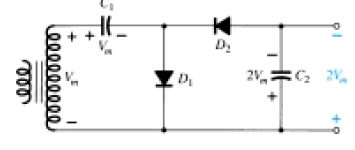 C₁
+ + −
Vₘ
Vₘ
−
D₁
D₂
−
2Vₘ
+
C₂
−
2Vₘ
+